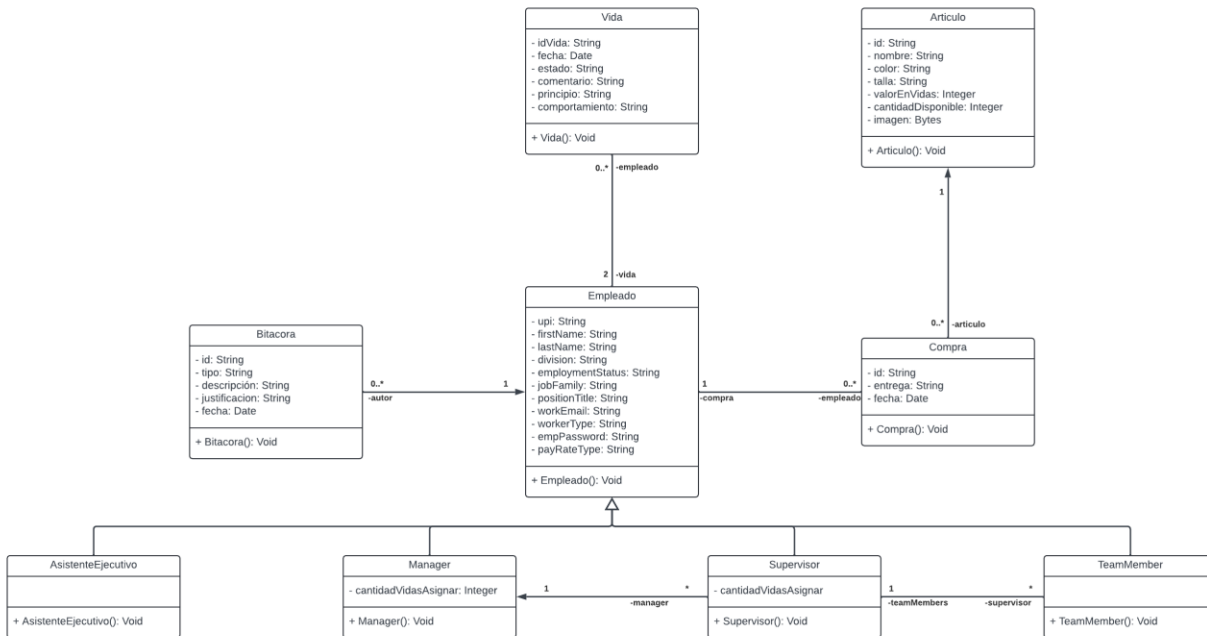 Vida
- idVida: String
- fecha: Date
- estado: String
- comentario: String
- principio: String
- comportamiento: String
+ Vida(): Void
Articulo
- id: String
- nombre: String
- color: String
- talla: String
- valorEnVidas: Integer
- cantidadDisponible: Integer
- imagen: Bytes
+ Articulo(): Void
0..* -empleado
1
2 -vida
0..* -articulo
Bitacora
- id: String
- tipo: String
- descripción: String
- justificacion: String
- fecha: Date
+ Bitacora(): Void
0..* 1
-autor
Empleado
- upi: String
- firstName: String
- lastName: String
- division: String
- employmentStatus: String
- jobFamily: String
- positionTitle: String
- workEmail: String
- workerType: String
- empPassword: String
- payRateType: String
+ Empleado(): Void
1 0..*
-compra -empleado
Compra
- id: String
- entrega: String
- fecha: Date
+ Compra(): Void
AsistenteEjecutivo
+ AsistenteEjecutivo(): Void
Manager
- cantidadVidasAsignar: Integer
+ Manager(): Void
1 *
-manager
Supervisor
- cantidadVidasAsignar
+ Supervisor(): Void
1 *
-teamMembers -supervisor
TeamMember
+ TeamMember(): Void